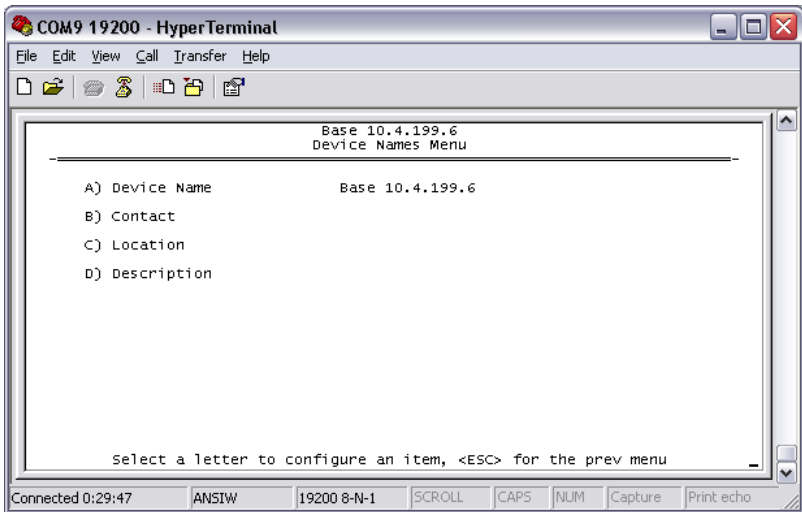 COM9 19200 - HyperTerminal
File Edit View Call Transfer Help
Base 10.4.199.6
Device Names Menu
A) Device Name Base 10.4.199.6
B) Contact
C) Location
D) Description
Select a letter to configure an item, <ESC> for the prev menu
Connected 0:29:47 ANSIW 19200 8-N-1 SCROLL CAPS NUM Capture Print echo